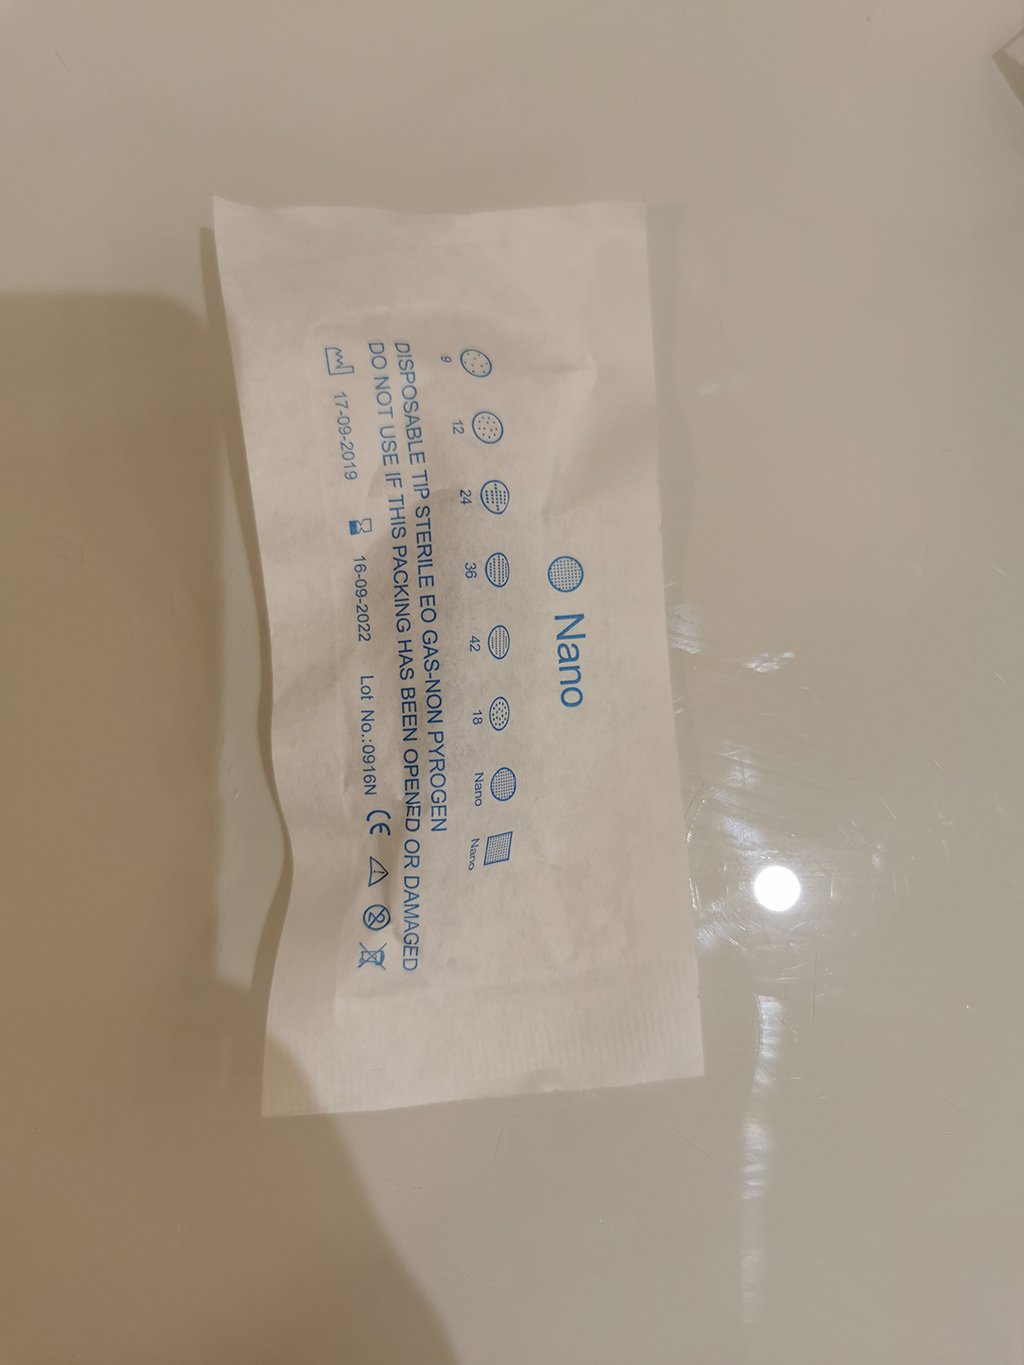 Nano
9 12 24 36 42 18 Nano Nano
DISPOSABLE TIP STERILE EO GAS-NON PYROGEN
DO NOT USE IF THIS PACKING HAS BEEN OPENED OR DAMAGED
17-09-2019 16-09-2022 Lot No.:0916N CE